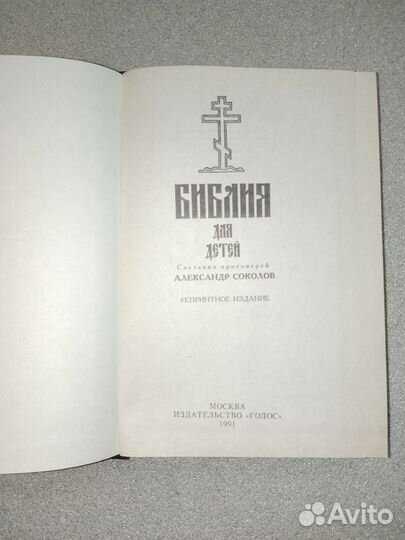 БИБЛИЯ
ДЛЯ
ДЕТЕЙ
Составил протоиерей
АЛЕКСАНДР СОКОЛОВ
РЕПРИНТНОЕ ИЗДАНИЕ
МОСКВА
ИЗДАТЕЛЬСТВО «ГОЛОС»
1991
Avito